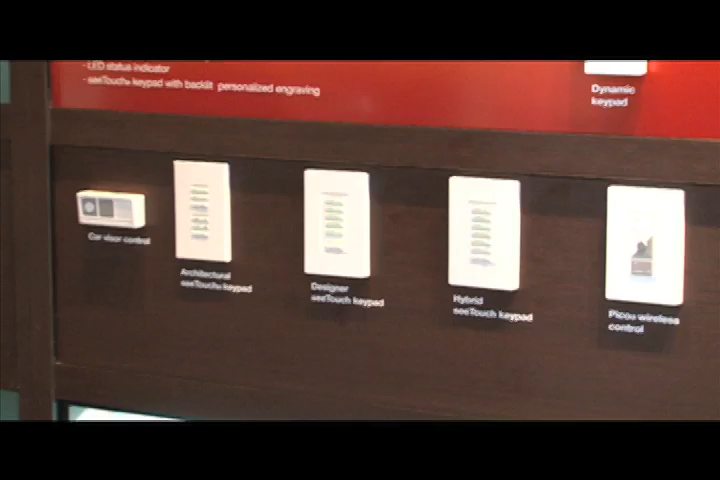 - LED status indicator
- seeTouch® keypad with backlit personalized engraving
Dynamic
keypad
Car visor control
Architectural
seeTouch® keypad
Designer
seeTouch keypad
Hybrid
seeTouch keypad
Pico® wireless
control